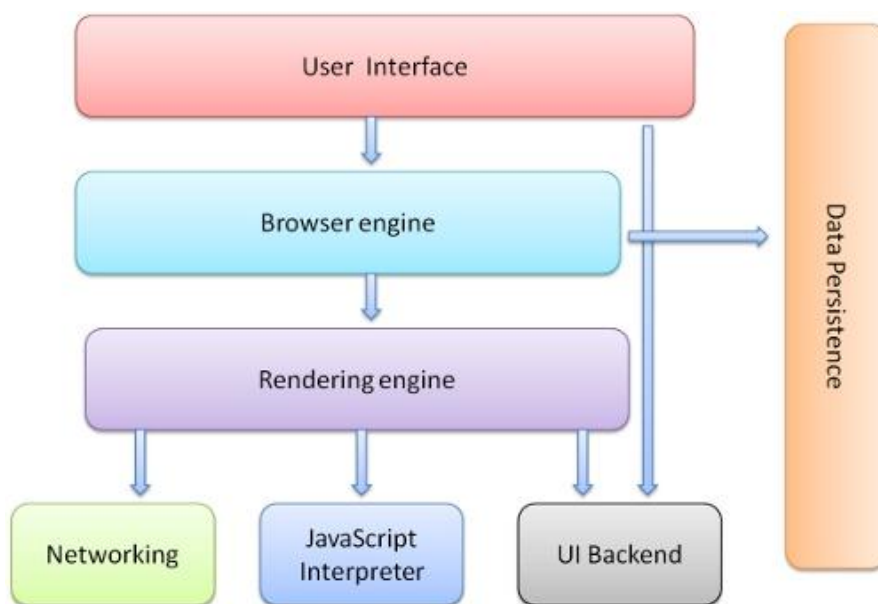 User Interface
Browser engine
Rendering engine
Networking
JavaScript
Interpreter
UI Backend
Data Persistence